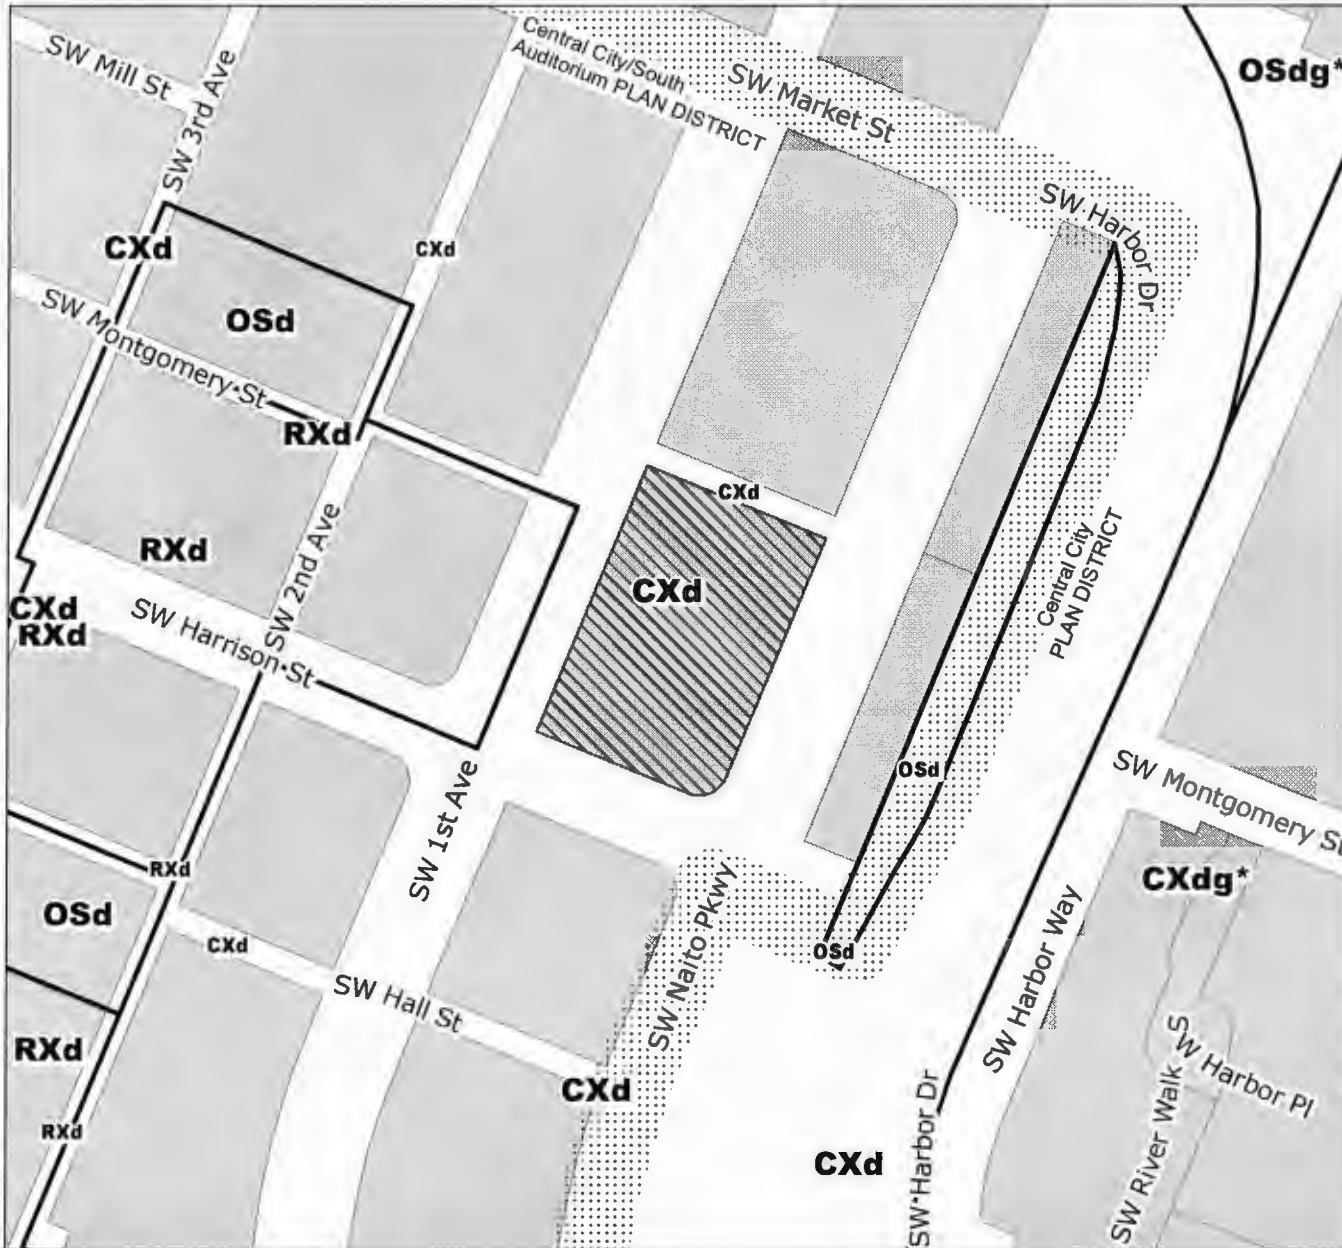 SW Mill St
SW 3rd Ave
Central City/South
Auditorium PLAN DISTRICT
SW Market St
OSdg*
SW Harbor Dr
CXd
CXd
OSd
SW Montgomery St
RXd
CXd
CXd
RXd
SW 2nd Ave
Central City
PLAN DISTRICT
CXd
RXd
SW Harrison St
OSd
SW Montgomery St
SW 1st Ave
RXd
CXdg*
OSd
SW Naito Pkwy
CXd
OSd
SW Harbor Way
SW Hall St
RXd
SW Harbor Pl
CXd
RXd
SW River Walk
CXd
SW Harbor Dr